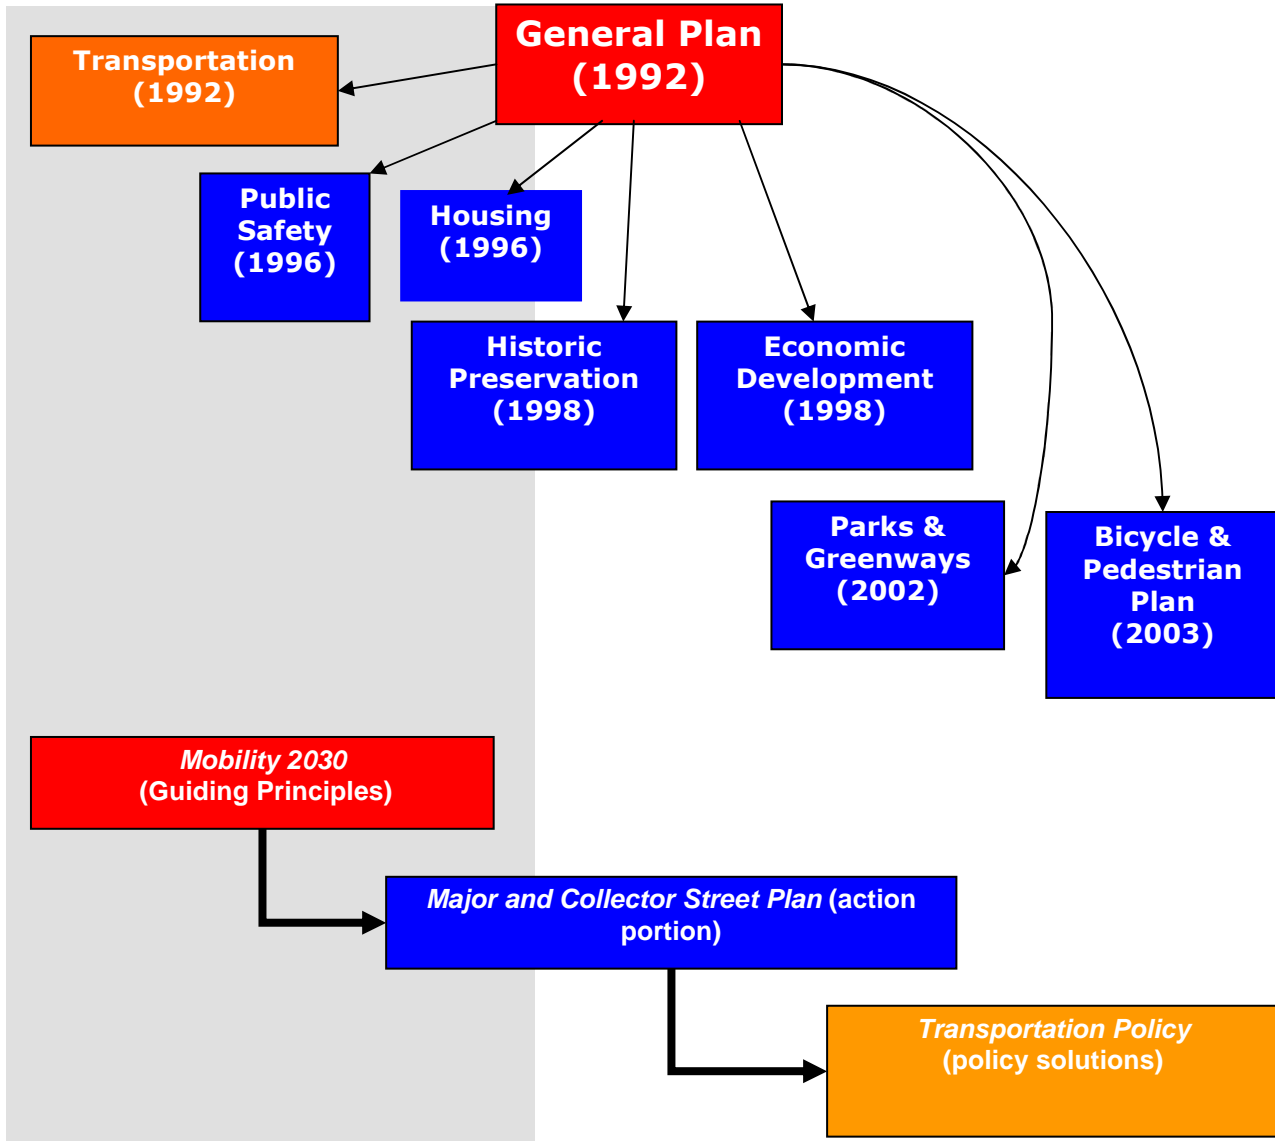 General Plan
(1992)
Transportation
(1992)
Public
Safety
(1996)
Housing
(1996)
Historic
Preservation
(1998)
Economic
Development
(1998)
Parks &
Greenways
(2002)
Bicycle &
Pedestrian
Plan
(2003)
Mobility 2030
(Guiding Principles)
Major and Collector Street Plan (action
portion)
Transportation Policy
(policy solutions)